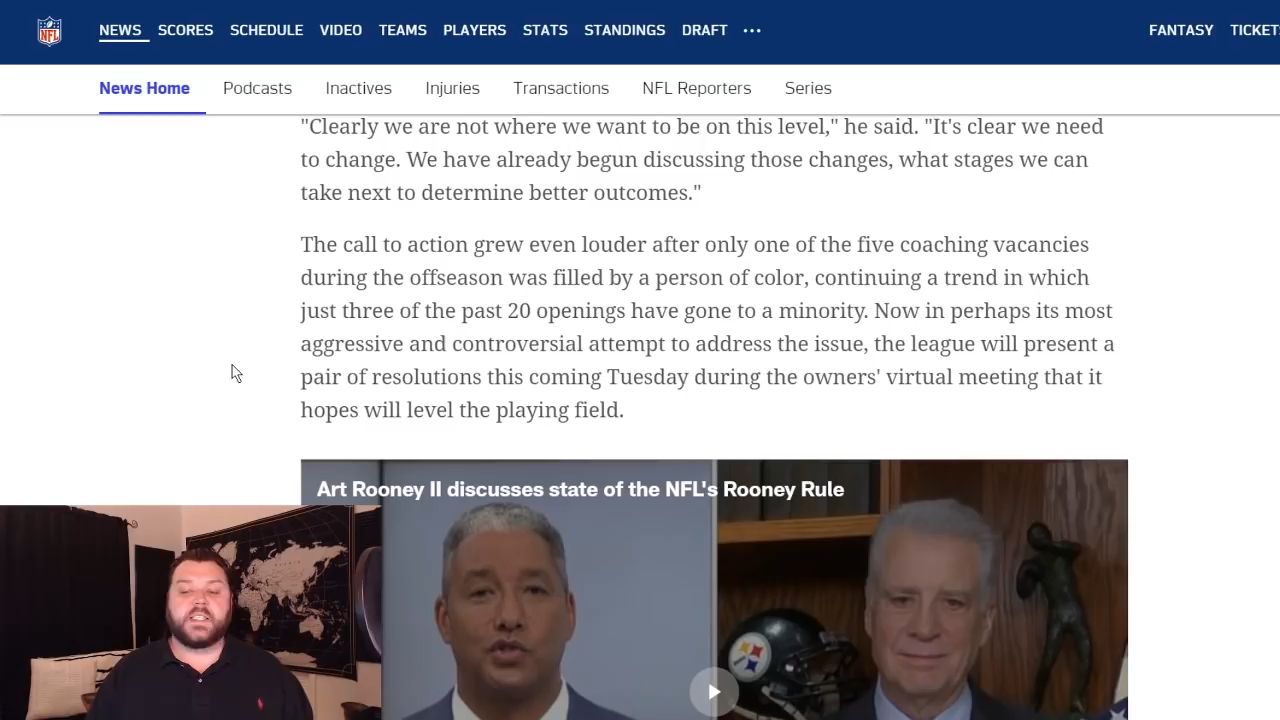 NFL
NEWS SCORES SCHEDULE VIDEO TEAMS PLAYERS STATS STANDINGS DRAFT ••• FANTASY TICKETS
News Home Podcasts Inactives Injuries Transactions NFL Reporters Series
"Clearly we are not where we want to be on this level," he said. "It's clear we need
to change. We have already begun discussing those changes, what stages we can
take next to determine better outcomes."
The call to action grew even louder after only one of the five coaching vacancies
during the offseason was filled by a person of color, continuing a trend in which
just three of the past 20 openings have gone to a minority. Now in perhaps its most
aggressive and controversial attempt to address the issue, the league will present a
pair of resolutions this coming Tuesday during the owners' virtual meeting that it
hopes will level the playing field.
Art Rooney II discusses state of the NFL's Rooney Rule